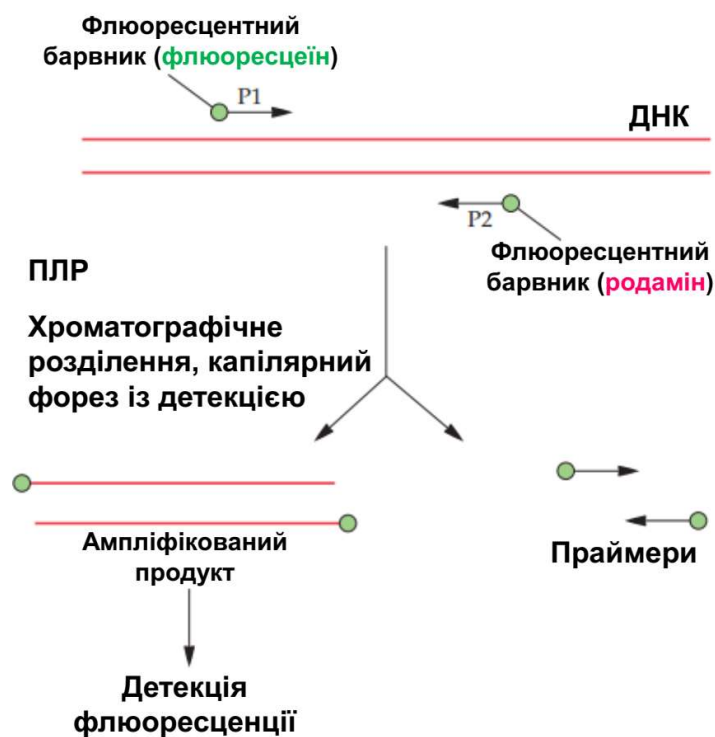 Флюоресцентний
барвник (флюоресцеїн)
P1
ДНК
P2
Флюоресцентний
барвник (родамін)
ПЛР
Хроматографічне
розділення, капілярний
форез із детекцією
Ампліфікований
продукт
Праймери
Детекція
флюоресценції